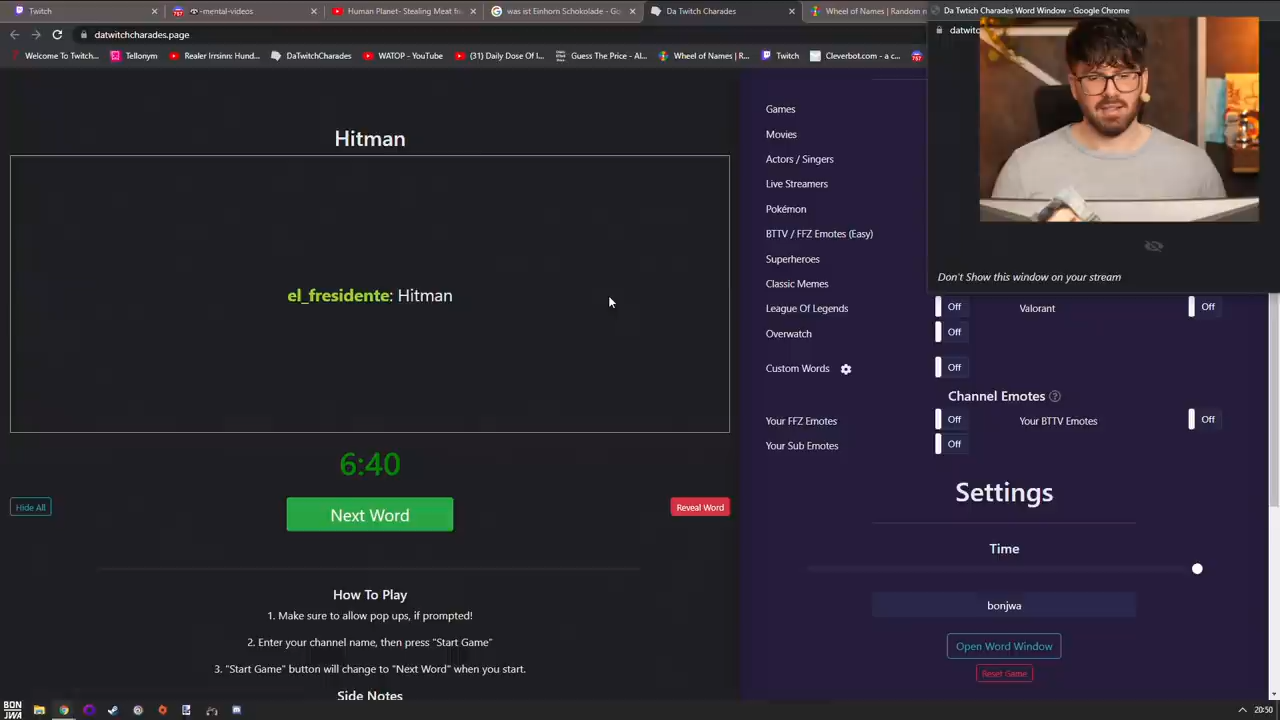 Twitch
-mental-videos
Human Planet- Stealing Meat f
was ist Einhorn Schokolade - Go
Da Twitch Charades
Wheel of Names | Random n
Da Twitch Charades Word Window - Google Chrome
datwitchcharades.page
datwitc
Welcome To Twitch...
Tellonym
Realer Irrsinn: Hund...
DaTwitchCharades
WATOP - YouTube
(31) Daily Dose Of I...
Guess The Price - Al...
Wheel of Names | R...
Twitch
Cleverbot.com - a c...
Hitman
el_fresidente: Hitman
6:40
Hide All
Next Word
Reveal Word
How To Play
1. Make sure to allow pop ups, if prompted!
2. Enter your channel name, then press "Start Game"
3. "Start Game" button will change to "Next Word" when you start.
Side Notes
Games
Movies
Actors / Singers
Live Streamers
Pokémon
BTTV / FFZ Emotes (Easy)
Superheroes
Classic Memes
Don't Show this window on your stream
League Of Legends Off
Valorant Off
Overwatch Off
Custom Words Off
Channel Emotes ?
Your FFZ Emotes Off
Your BTTV Emotes Off
Your Sub Emotes Off
Settings
Time
bonjwa
Open Word Window
Reset Game
BON
JWA
20:50